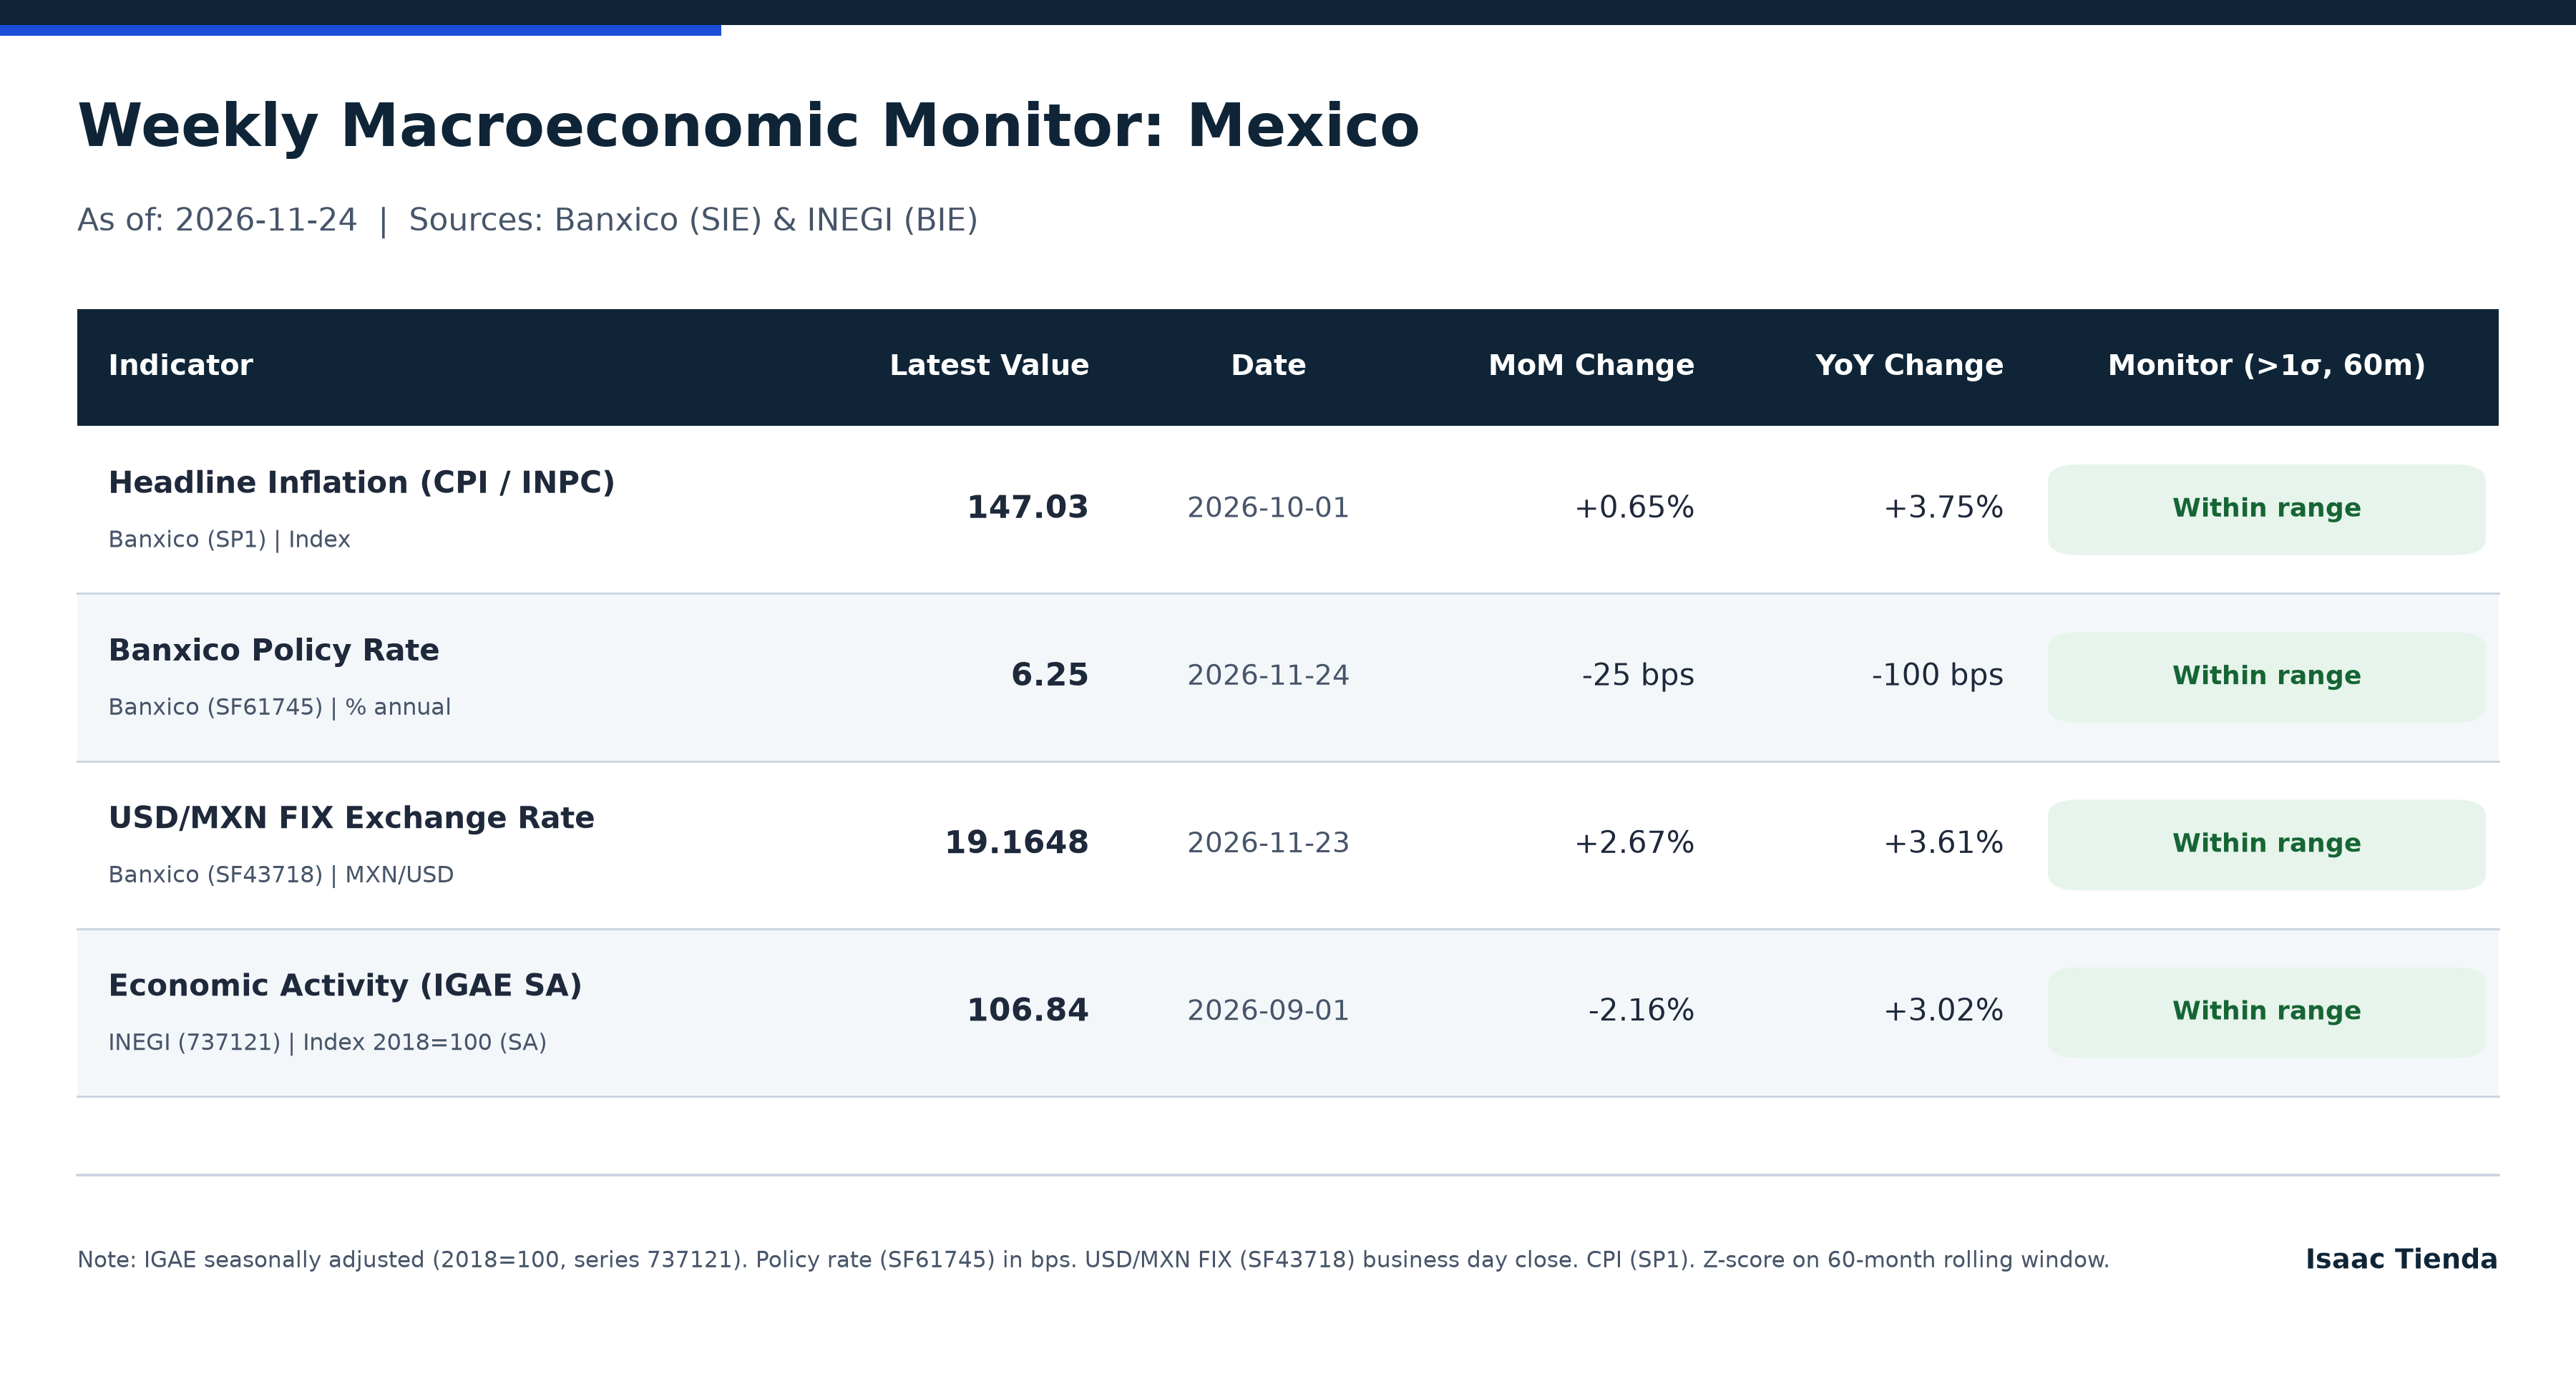 Weekly Macroeconomic Monitor: Mexico
As of: 2026-11-24 | Sources: Banxico (SIE) & INEGI (BIE)
Indicator Latest Value Date MoM Change YoY Change Monitor (>1σ, 60m)
Headline Inflation (CPI / INPC)
Banxico (SP1) | Index
147.03 2026-10-01 +0.65% +3.75% Within range
Banxico Policy Rate
Banxico (SF61745) | % annual
6.25 2026-11-24 -25 bps -100 bps Within range
USD/MXN FIX Exchange Rate
Banxico (SF43718) | MXN/USD
19.1648 2026-11-23 +2.67% +3.61% Within range
Economic Activity (IGAE SA)
INEGI (737121) | Index 2018=100 (SA)
106.84 2026-09-01 -2.16% +3.02% Within range
Note: IGAE seasonally adjusted (2018=100, series 737121). Policy rate (SF61745) in bps. USD/MXN FIX (SF43718) business day close. CPI (SP1). Z-score on 60-month rolling window.
Isaac Tienda